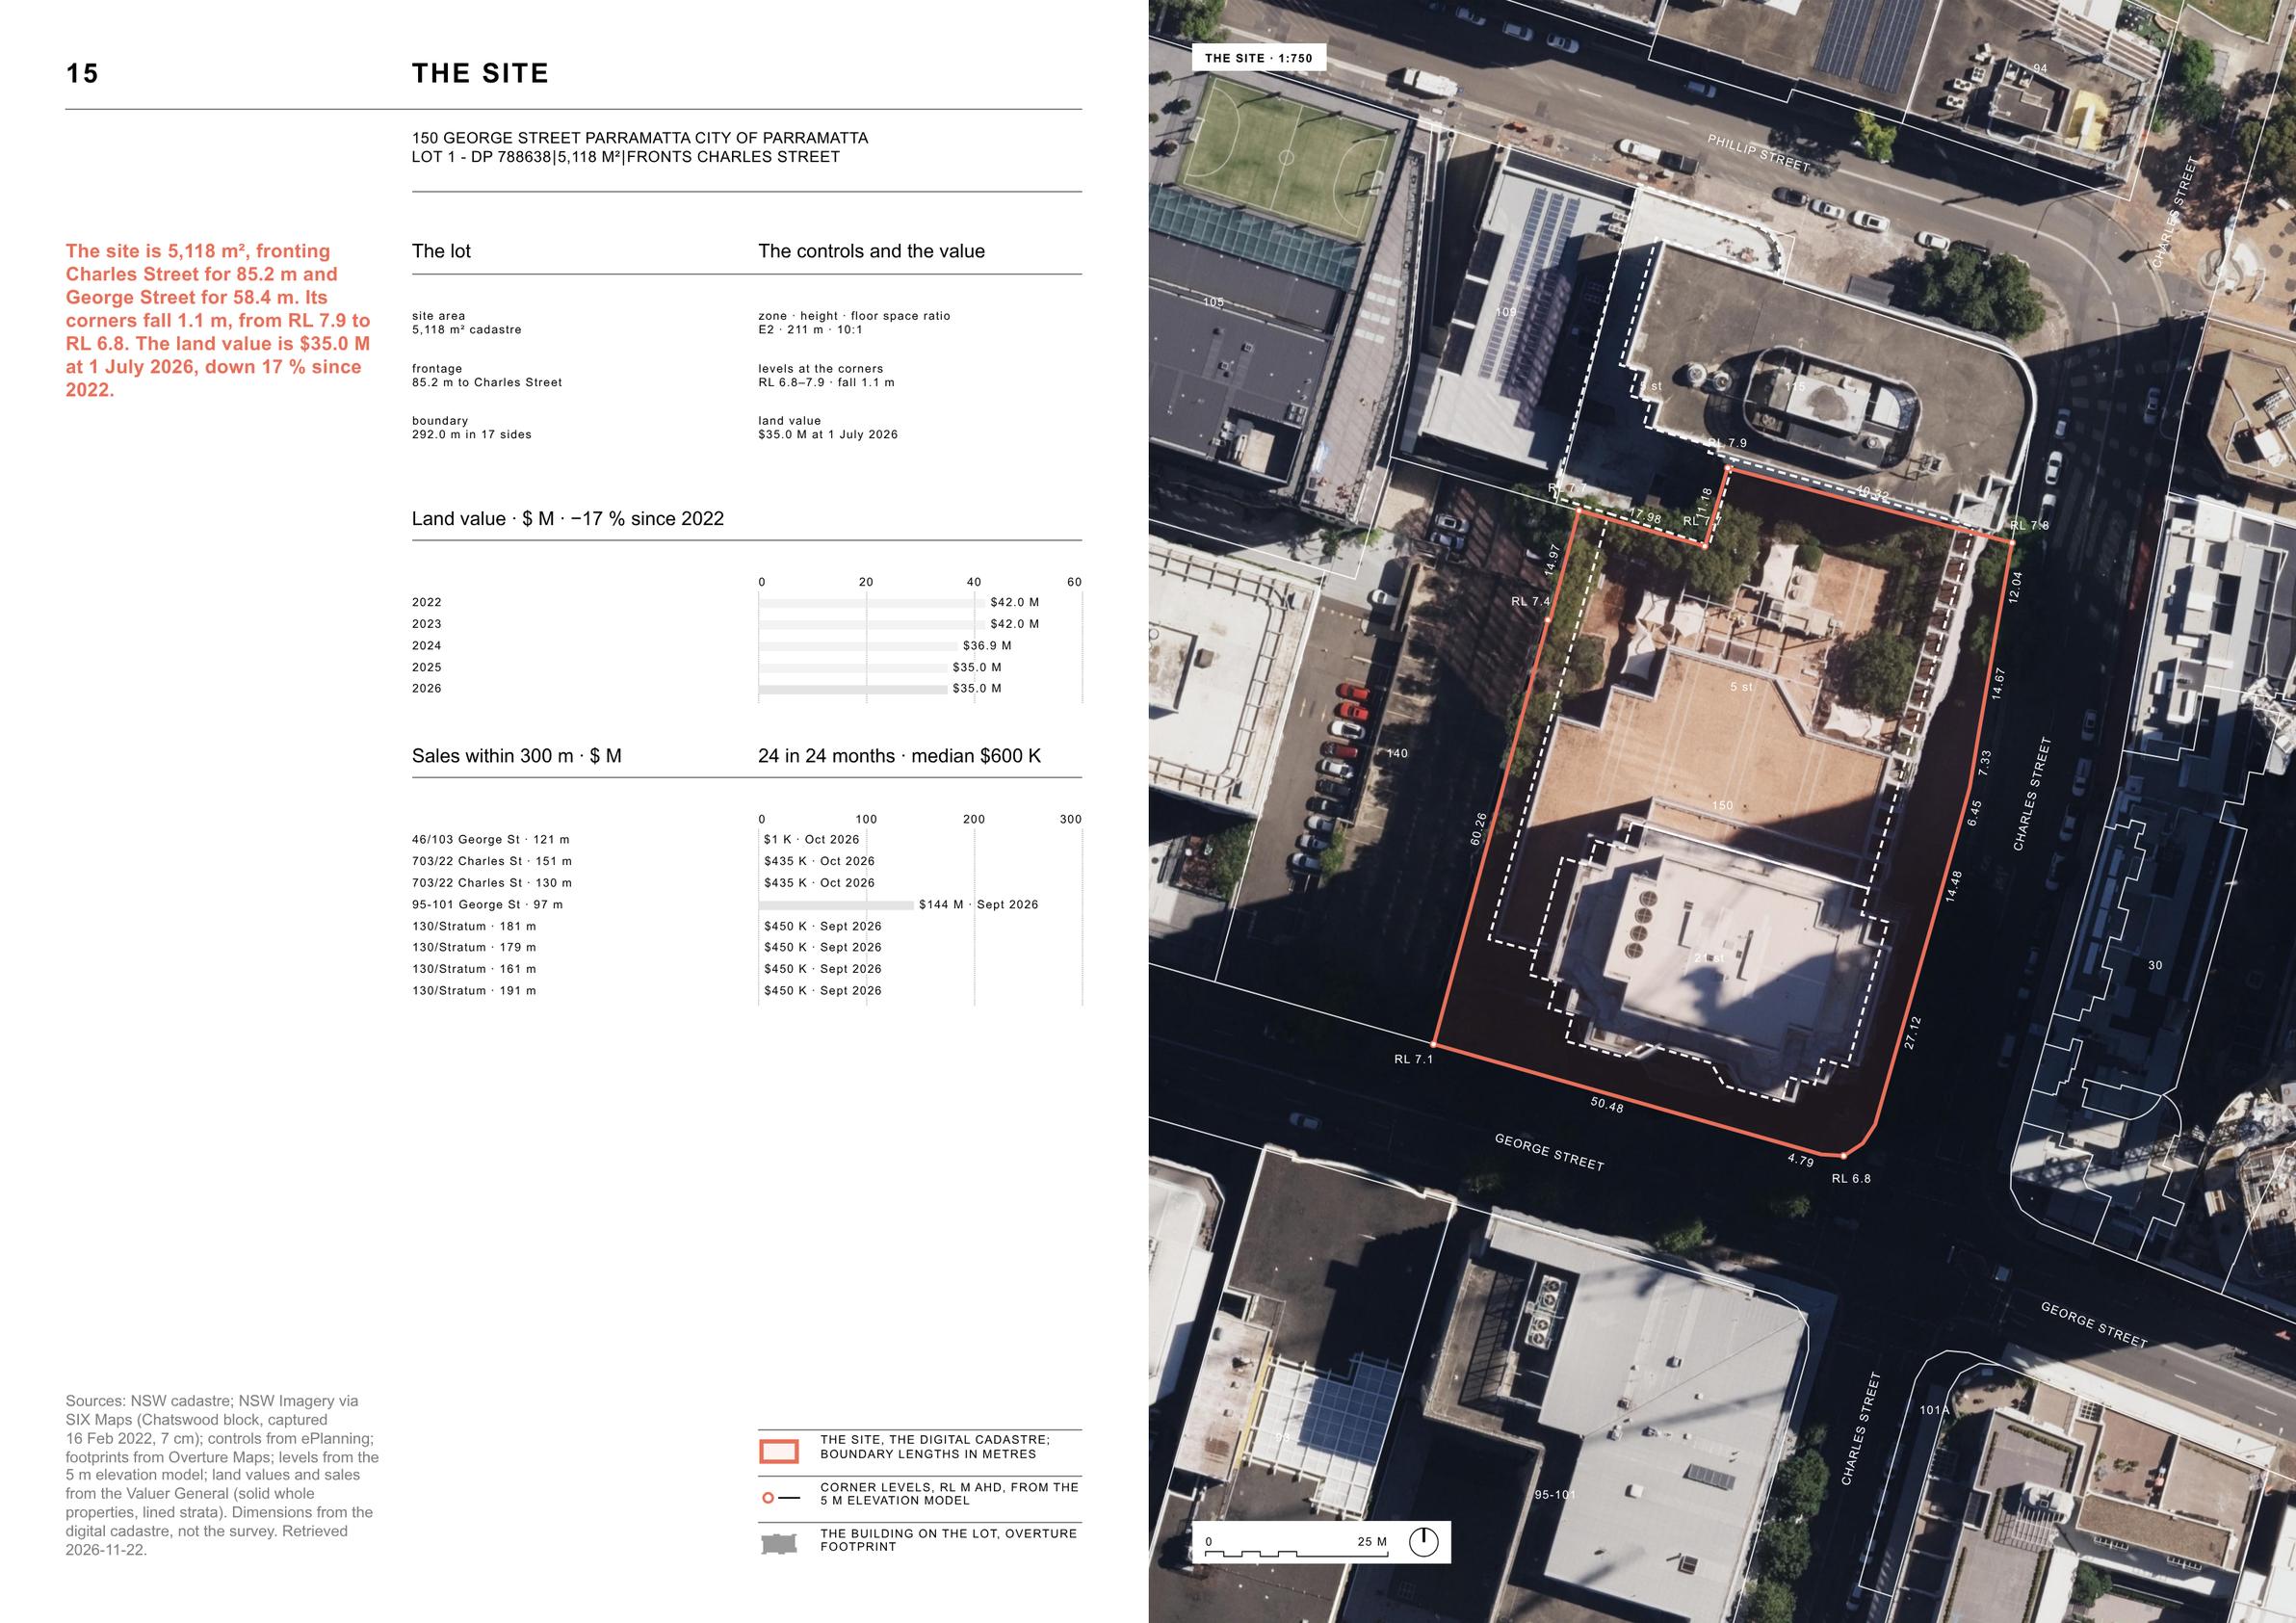 15
THE SITE
150 GEORGE STREET PARRAMATTA CITY OF PARRAMATTA
LOT 1 - DP 788638|5,118 M²|FRONTS CHARLES STREET
The site is 5,118 m², fronting
Charles Street for 85.2 m and
George Street for 58.4 m. Its
corners fall 1.1 m, from RL 7.9 to
RL 6.8. The land value is $35.0 M
at 1 July 2026, down 17 % since
2022.
The lot
site area
5,118 m² cadastre
frontage
85.2 m to Charles Street
boundary
292.0 m in 17 sides
The controls and the value
zone · height · floor space ratio
E2 · 211 m · 10:1
levels at the corners
RL 6.8–7.9 · fall 1.1 m
land value
$35.0 M at 1 July 2026
Land value · $ M · −17 % since 2022
0 20 40 60
2022 $42.0 M
2023 $42.0 M
2024 $36.9 M
2025 $35.0 M
2026 $35.0 M
Sales within 300 m · $ M
24 in 24 months · median $600 K
0 100 200 300
46/103 George St · 121 m $1 K · Oct 2026
703/22 Charles St · 151 m $435 K · Oct 2026
703/22 Charles St · 130 m $435 K · Oct 2026
95-101 George St · 97 m $144 M · Sept 2026
130/Stratum · 181 m $450 K · Sept 2026
130/Stratum · 179 m $450 K · Sept 2026
130/Stratum · 161 m $450 K · Sept 2026
130/Stratum · 191 m $450 K · Sept 2026
Sources: NSW cadastre; NSW Imagery via
SIX Maps (Chatswood block, captured
16 Feb 2022, 7 cm); controls from ePlanning;
footprints from Overture Maps; levels from the
5 m elevation model; land values and sales
from the Valuer General (solid whole
properties, lined strata). Dimensions from the
digital cadastre, not the survey. Retrieved
2026-11-22.
THE SITE, THE DIGITAL CADASTRE;
BOUNDARY LENGTHS IN METRES
CORNER LEVELS, RL M AHD, FROM THE
5 M ELEVATION MODEL
THE BUILDING ON THE LOT, OVERTURE
FOOTPRINT
THE SITE · 1:750
94
PHILLIP STREET
CHARLES STREET
105
109
5 st
115
RL 7.9
11.18
40.32
17.98
RL 7.8
14.97
12.04
RL 7.4
14.67
5 st
140
7.33
CHARLES STREET
150
6.45
60.26
14.48
21 st
30
27.12
RL 7.1
50.48
GEORGE STREET
4.79
RL 6.8
GEORGE STREET
CHARLES STREET
101A
95-101
0 25 M